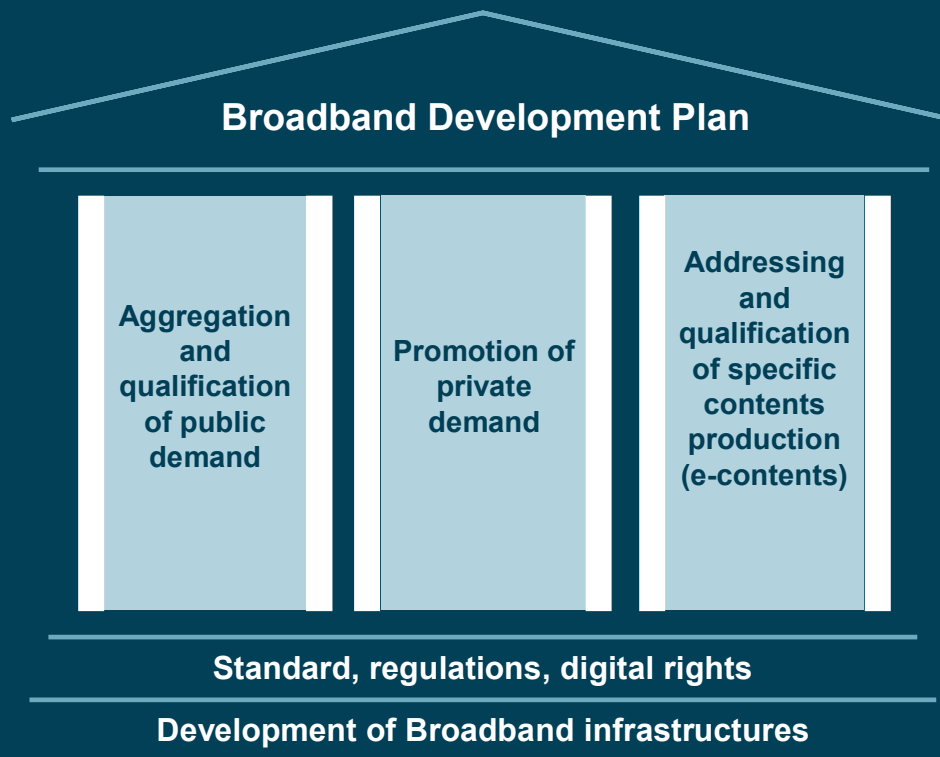 Broadband Development Plan
Aggregation
and
qualification
of public
demand
Promotion of
private
demand
Addressing
and
qualification
of specific
contents
production
(e-contents)
Standard, regulations, digital rights
Development of Broadband infrastructures